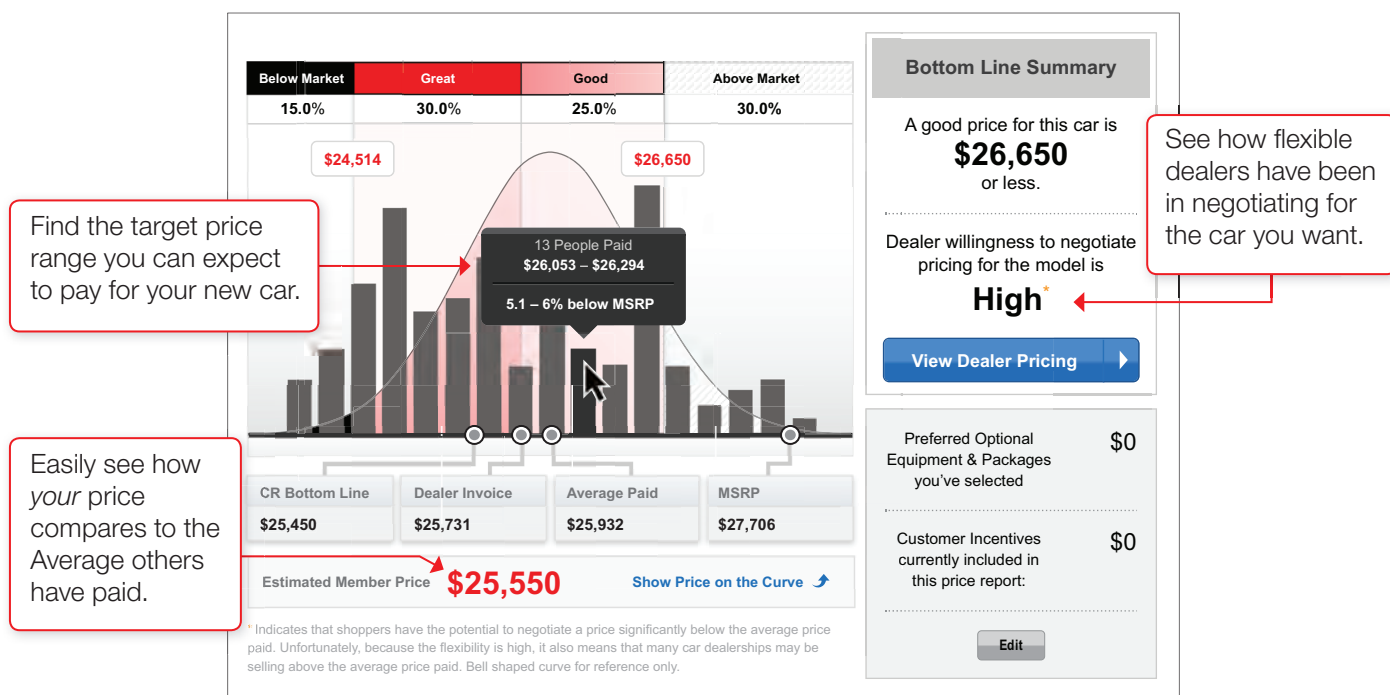 Below Market Great Good Above Market
15.0% 30.0% 25.0% 30.0%
$24,514
$26,650
13 People Paid
$26,053 – $26,294
5.1 – 6% below MSRP
CR Bottom Line Dealer Invoice Average Paid MSRP
$25,450 $25,731 $25,932 $27,706
Estimated Member Price $25,550 Show Price on the Curve
* Indicates that shoppers have the potential to negotiate a price significantly below the average price
paid. Unfortunately, because the flexibility is high, it also means that many car dealerships may be
selling above the average price paid. Bell shaped curve for reference only.
Find the target price
range you can expect
to pay for your new car.
Easily see how
your price
compares to the
Average others
have paid.
Bottom Line Summary
A good price for this car is
$26,650
or less.
Dealer willingness to negotiate
pricing for the model is
High*
View Dealer Pricing
Preferred Optional
Equipment & Packages
you've selected
$0
Customer Incentives
currently included in
this price report:
$0
Edit
See how flexible
dealers have been
in negotiating for
the car you want.